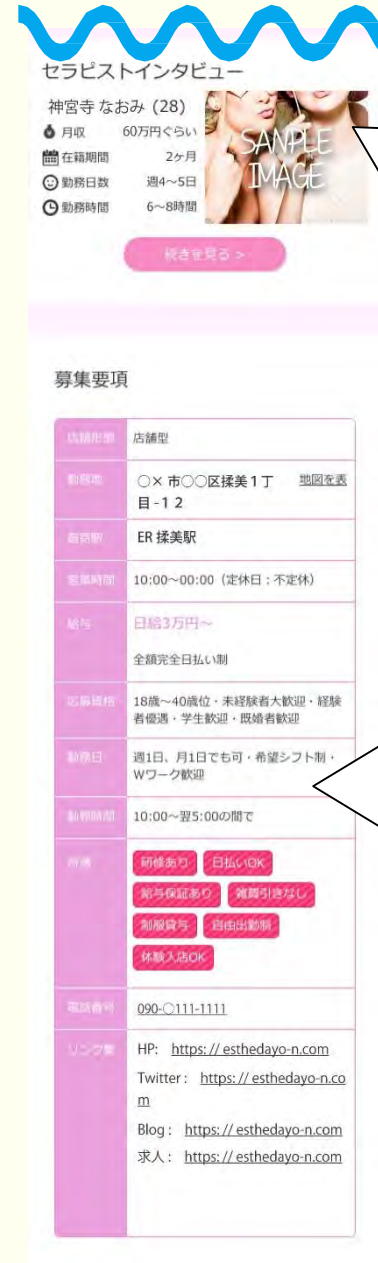 セラピストインタビュー
神宮寺 なおみ (28)
月収 60万円ぐらい
在籍期間 2ヶ月
勤務日数 週4〜5日
勤務時間 6〜8時間
SANPLE
IMAGE
続きを見る >
募集要項
店舗形態 店舗型
勤務地 ○× 市○○区揉美1丁 地図を表
目-12
最寄駅 ER 揉美駅
営業時間 10:00〜00:00（定休日：不定休）
給与 日給3万円〜
全額完全日払い制
応募資格 18歳〜40歳位・未経験者大歓迎・経験
者優遇・学生歓迎・既婚者歓迎
勤務日 週1日、月1日でも可・希望シフト制・
Wワーク歓迎
勤務時間 10:00〜翌5:00の間で
待遇 研修あり 日払いOK
給与保証あり 雑費引きなし
制服貸与 自由出勤制
体験入店OK
電話番号 090-○111-1111
リンク集 HP: https://esthedayo-n.com
Twitter: https://esthedayo-n.co
m
Blog: https://esthedayo-n.com
求人: https://esthedayo-n.com